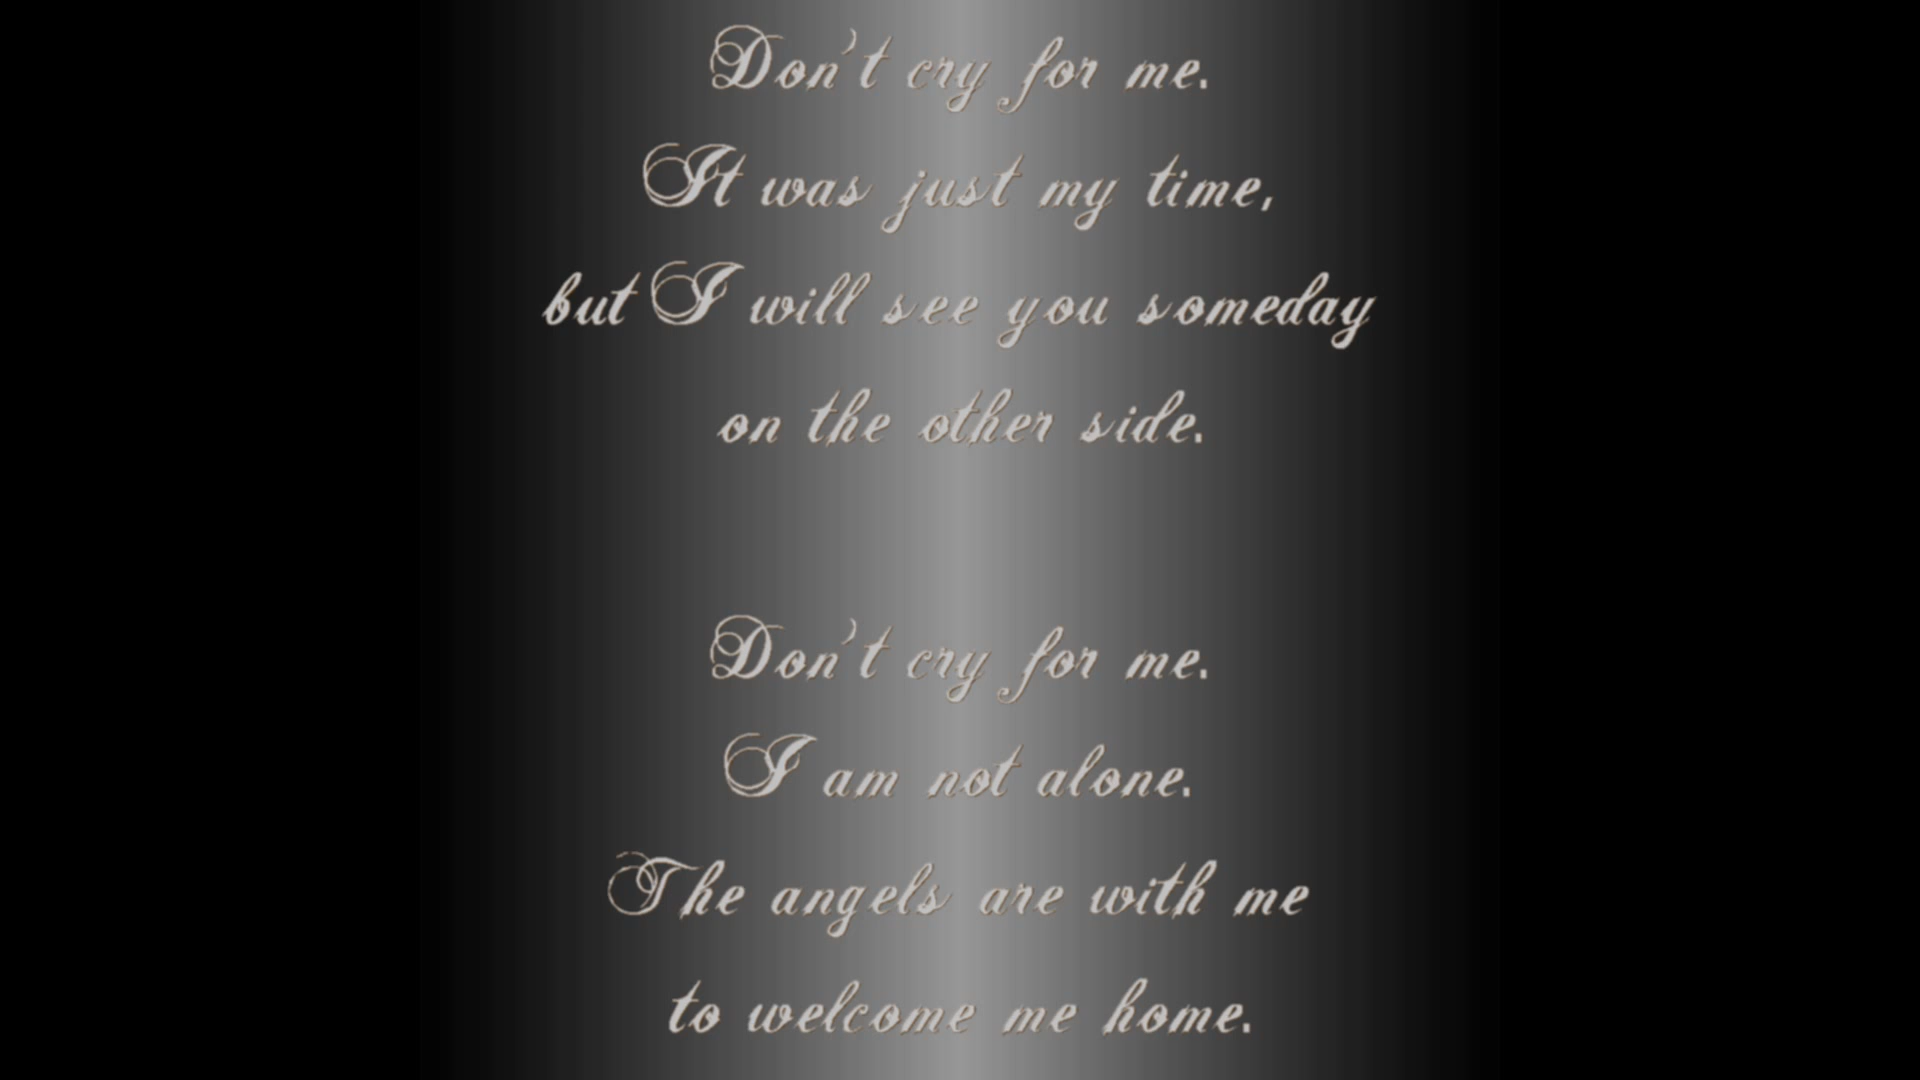 Don't cry for me.
It was just my time,
but I will see you someday
on the other side.
Don't cry for me.
I am not alone.
The angels are with me
to welcome me home.